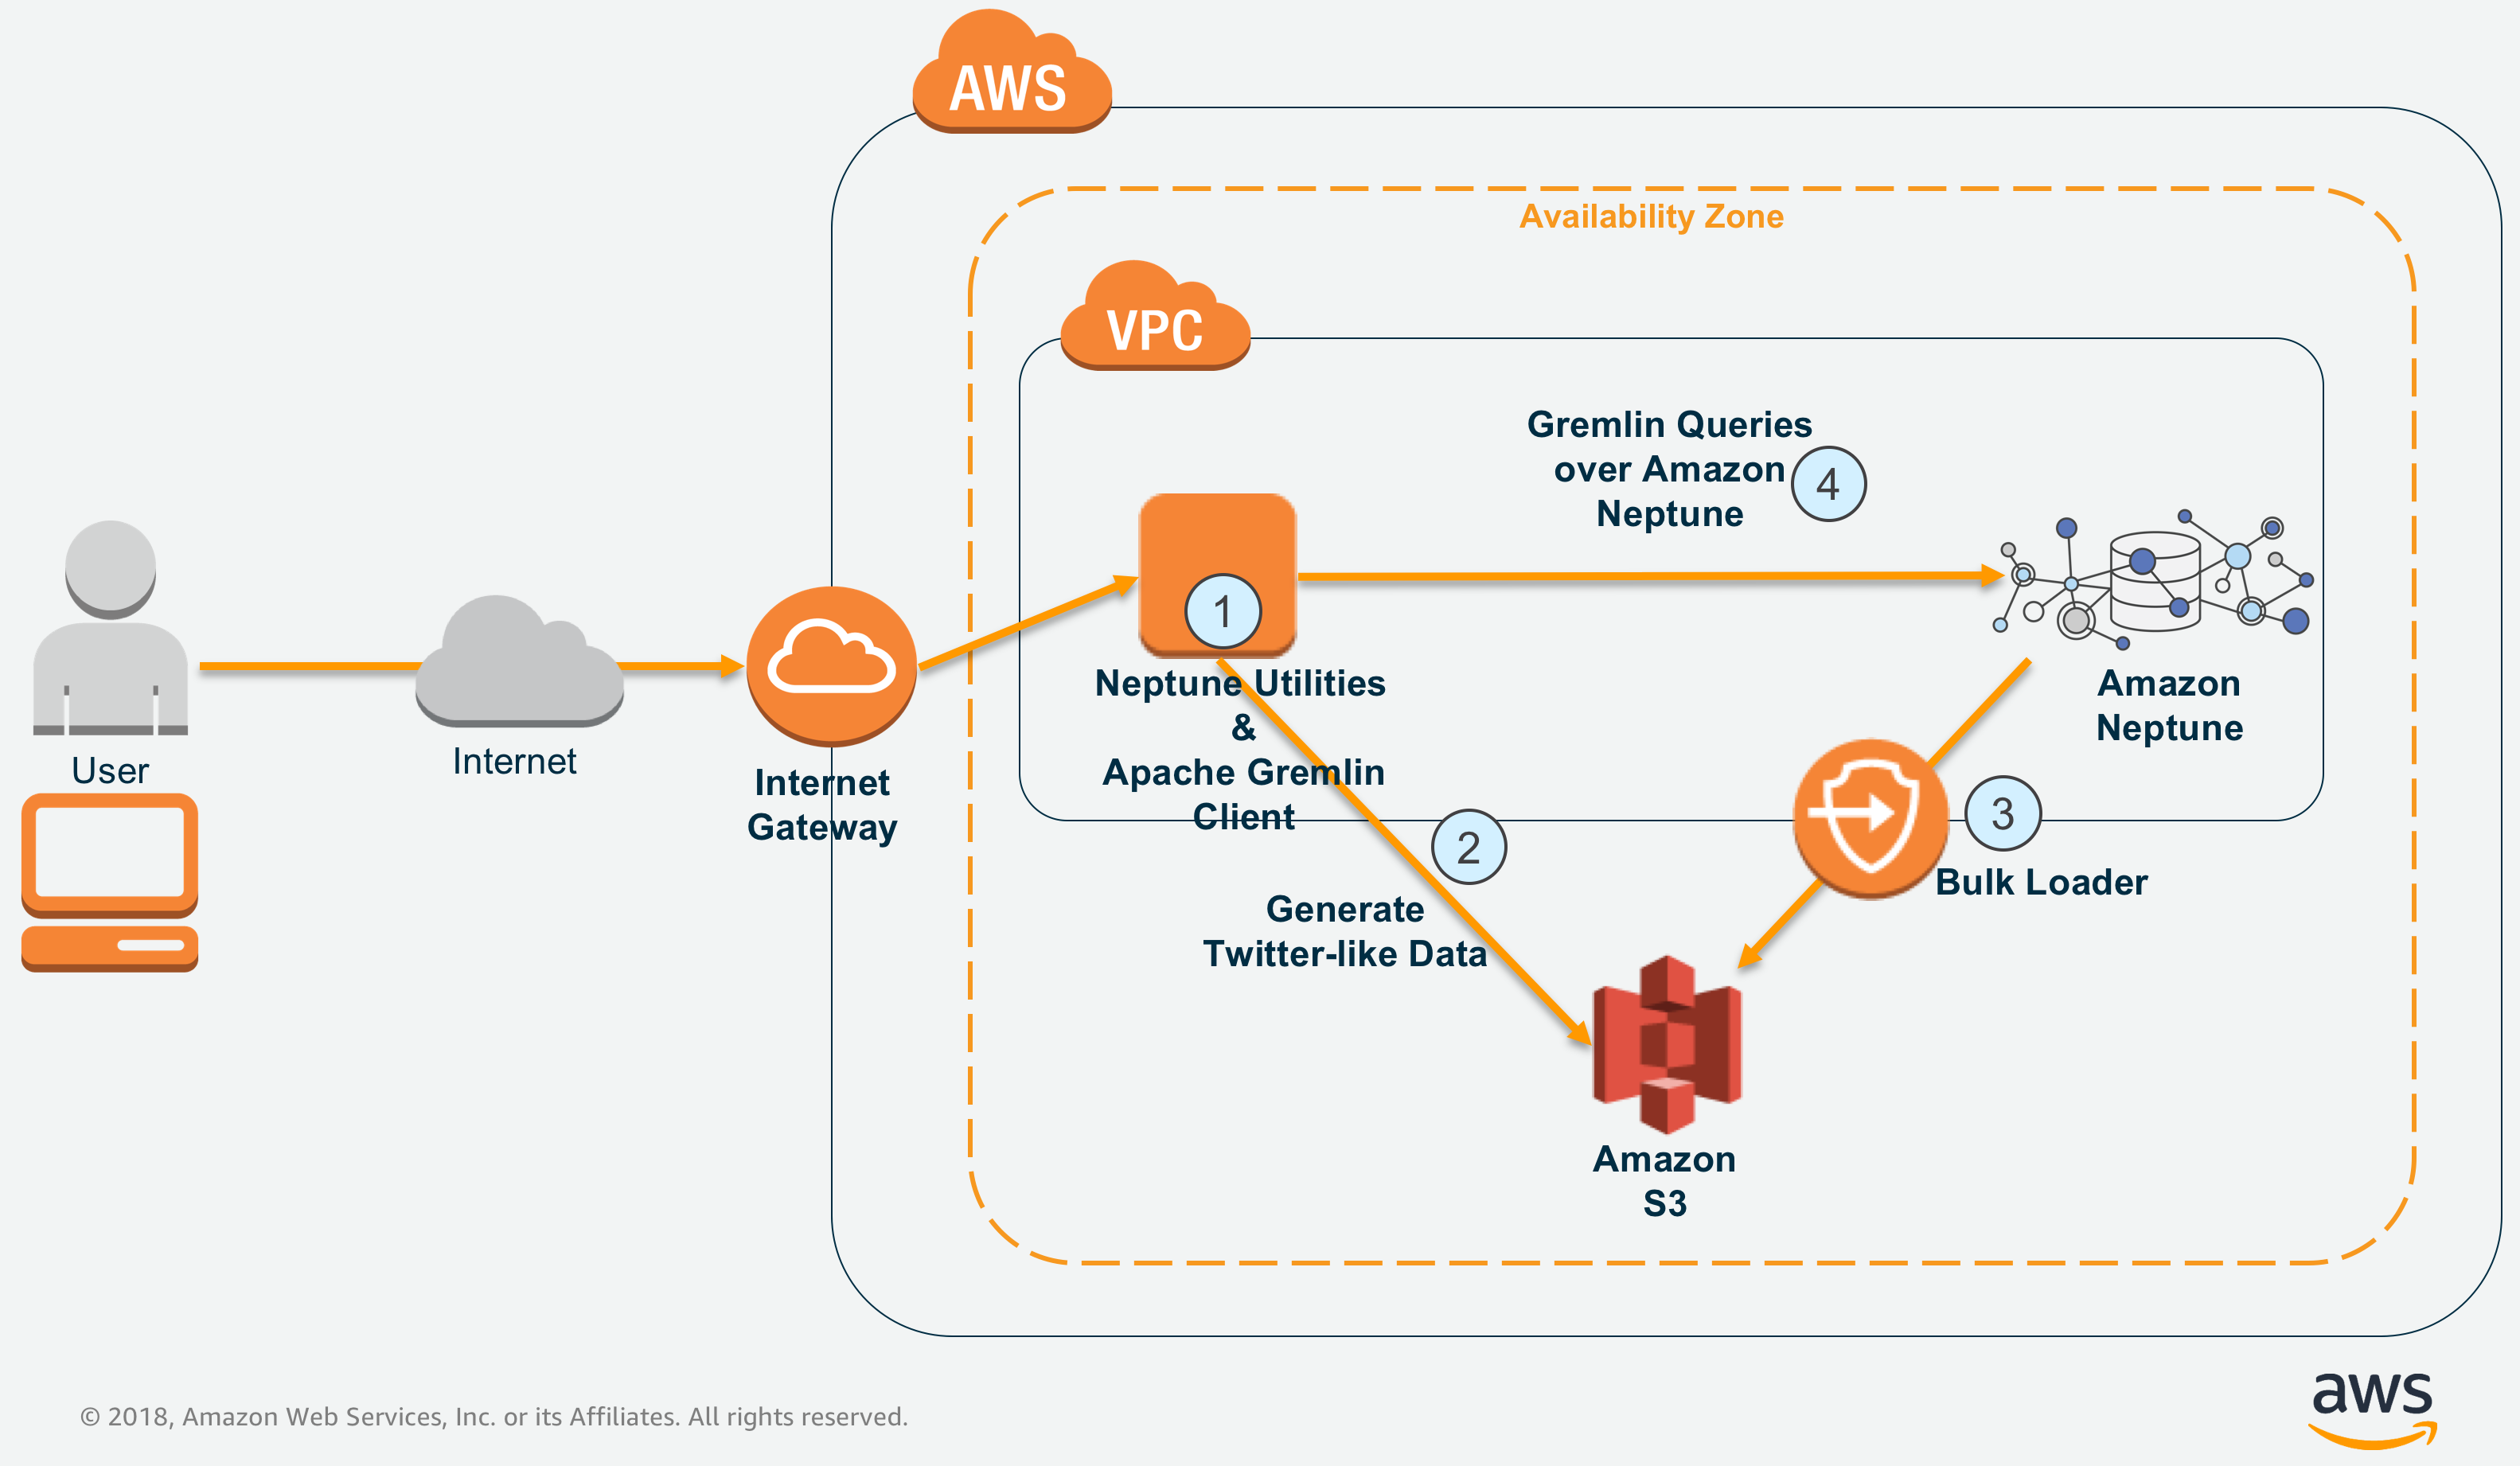 AWS
Availability Zone
VPC
Gremlin Queries
over Amazon
Neptune
4
1
Neptune Utilities
&
Apache Gremlin
Client
Amazon
Neptune
User
Internet
Internet
Gateway
2
3
Bulk Loader
Generate
Twitter-like Data
Amazon
S3
© 2018, Amazon Web Services, Inc. or its Affiliates. All rights reserved.
aws